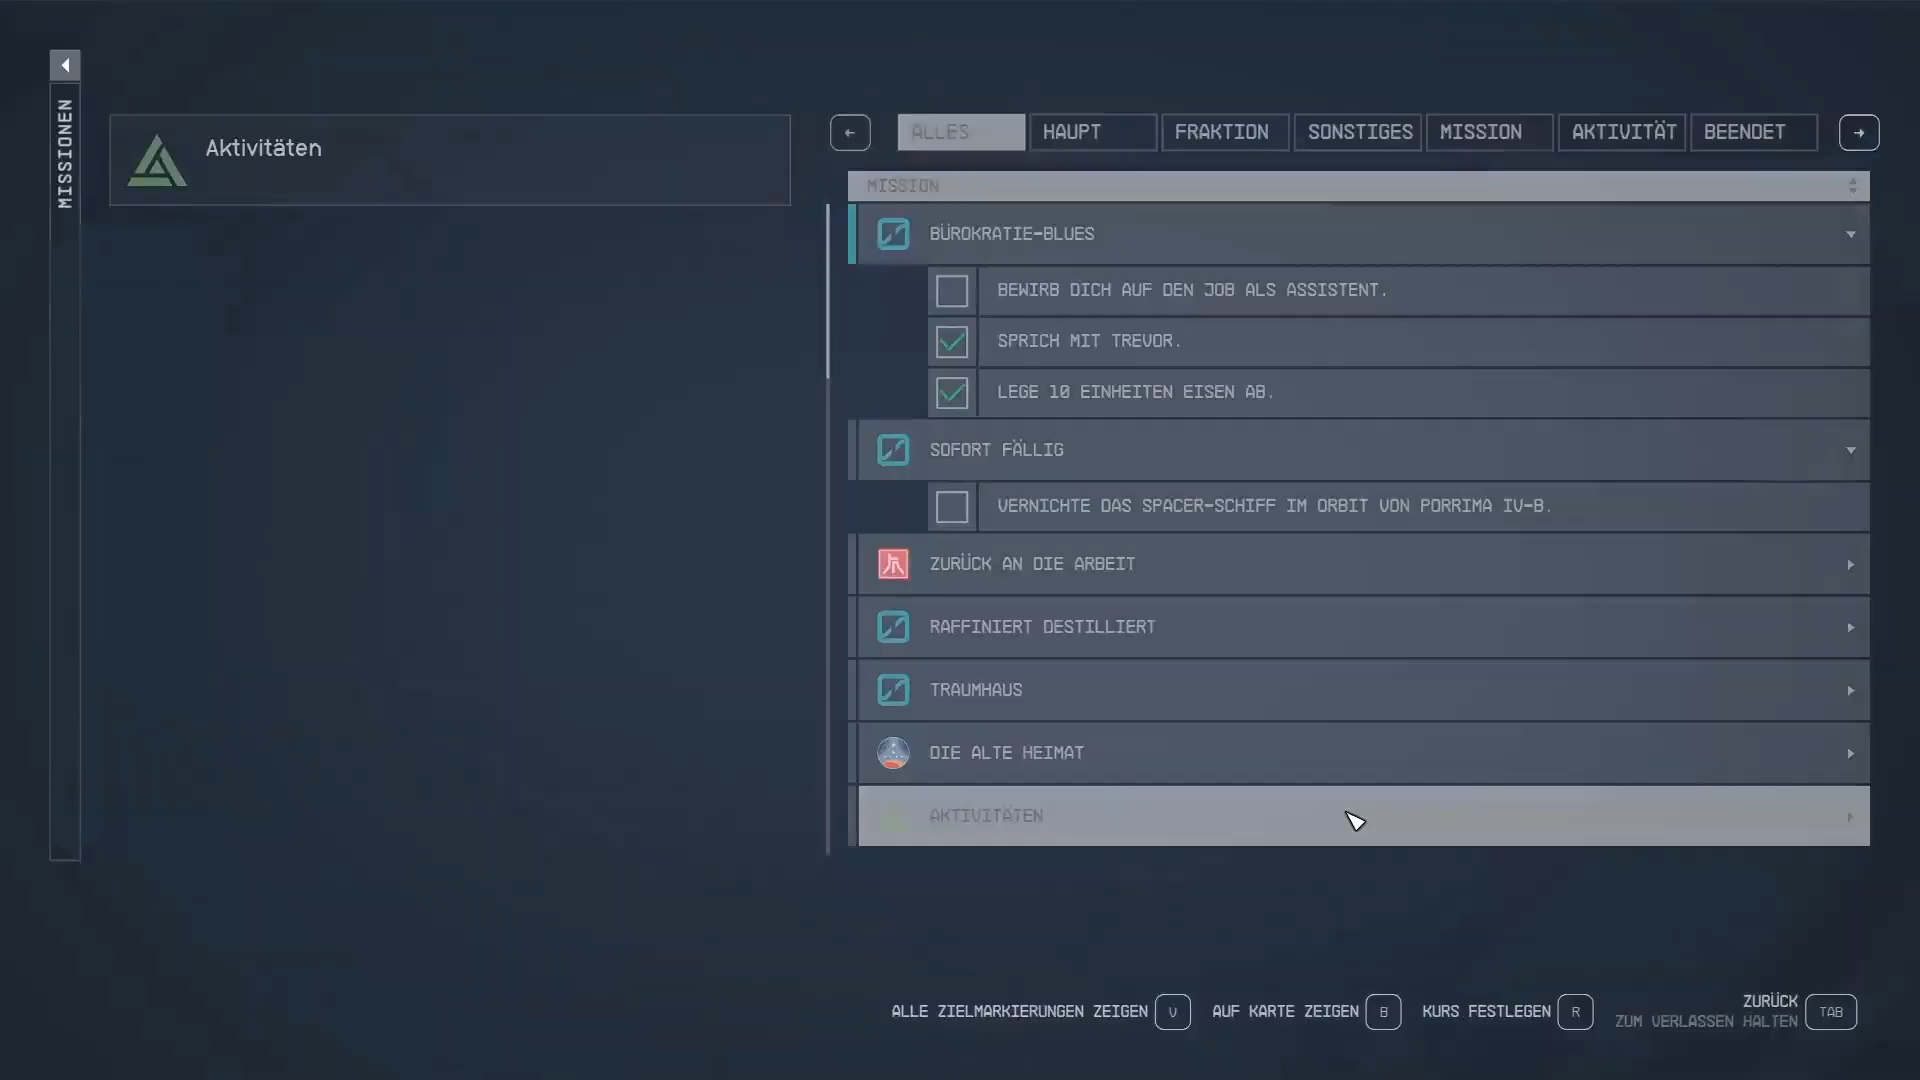 MISSIONEN
Aktivitäten
ALLES
HAUPT
FRAKTION
SONSTIGES
MISSION
AKTIVITÄT
BEENDET
MISSION
BÜROKRATIE-BLUES
BEWIRB DICH AUF DEN JOB ALS ASSISTENT.
SPRICH MIT TREVOR.
LEGE 10 EINHEITEN EISEN AB.
SOFORT FÄLLIG
VERNICHTE DAS SPACER-SCHIFF IM ORBIT VON PORRIMA IV-B.
ZURÜCK AN DIE ARBEIT
RAFFINIERT DESTILLIERT
TRAUMHAUS
DIE ALTE HEIMAT
AKTIVITÄTEN
ALLE ZIELMARKIERUNGEN ZEIGEN V
AUF KARTE ZEIGEN B
KURS FESTLEGEN R
ZURÜCK
ZUM VERLASSEN HALTEN TAB